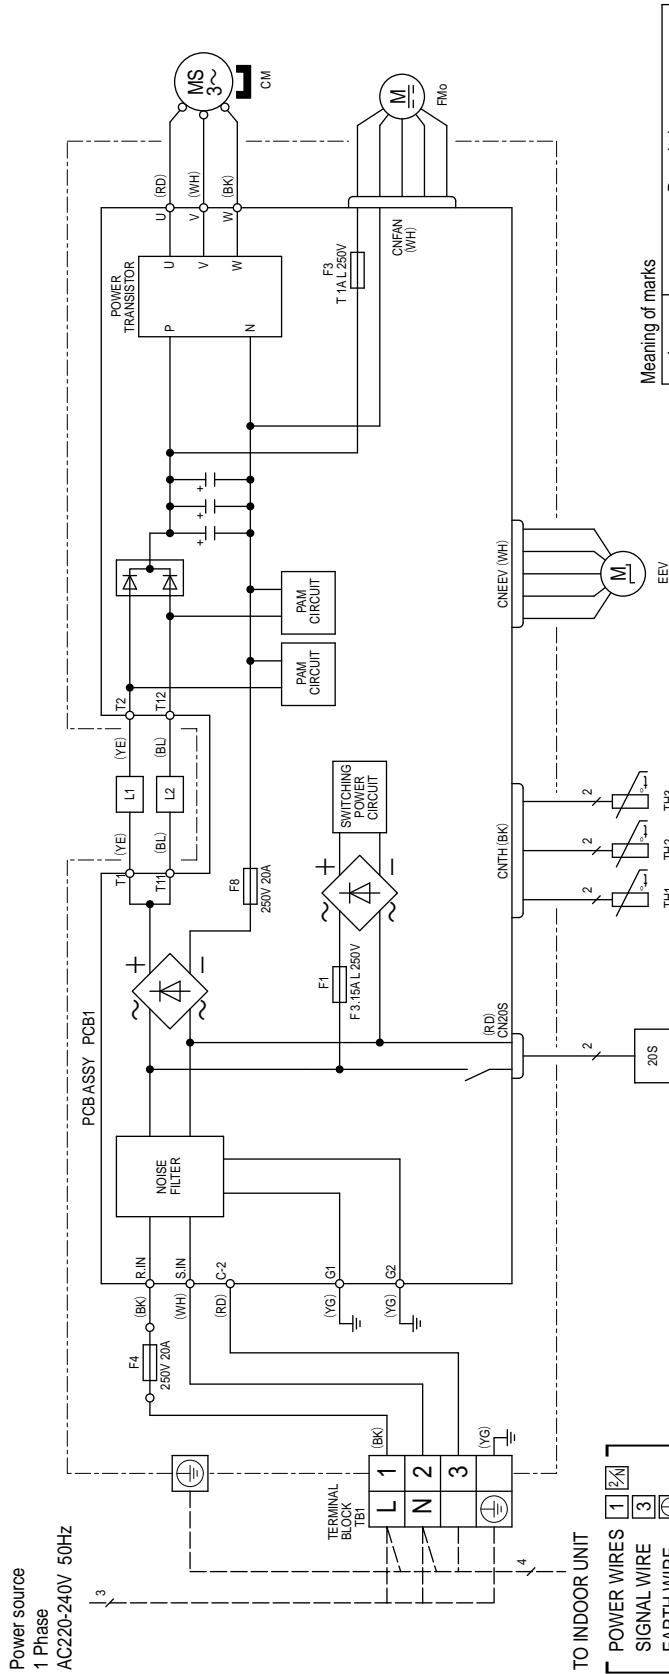 Power source
1 Phase
AC220-240V 50Hz
3
TERMINAL
BLOCK
TB1
L 1
N 2
3
(BK)
(YG)
4
TO INDOOR UNIT
POWER WIRES 1 2/N
SIGNAL WIRE 3
EARTH WIRE
F4
250V 20A
(BK)
R.IN
(WH)
S.IN
(RD)
C-2
(YG)
G1
(YG)
G2
PCB ASSY PCB1
NOISE
FILTER
+
−
F8
250V 20A
F1
F 3.15A L 250V
+
−
SWITCHING
POWER
CIRCUIT
T1
(YE)
L1
(YE)
T2
T11
(BL)
L2
(BL)
T12
PAM
CIRCUIT
PAM
CIRCUIT
+
+
+
POWER
TRANSISTOR
P
N
U
V
W
U
(RD)
V
(WH)
W
(BK)
MS
3~
CM
F3
T 1A L 250V
CNFAN
(WH)
M
FMo
(RD)
CN20S
2
20S
CNTH (BK)
2
2
2
TH1
TH2
TH3
CNEEV (WH)
M
EEV
Meaning of marks